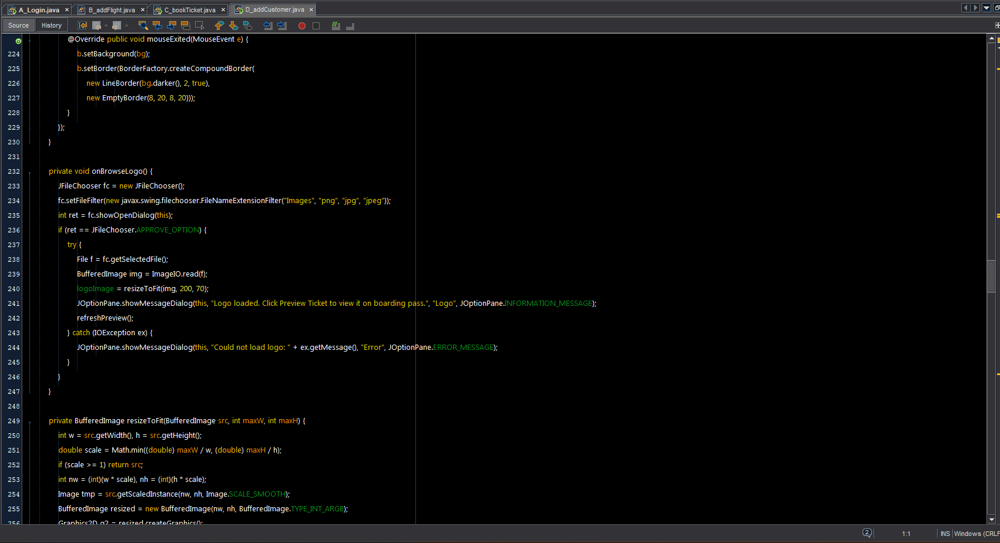 A_Login.java × B_addFlight.java × C_bookTicket.java × D_addCustomer.java ×
Source History
@Override public void mouseExited(MouseEvent e) {
224 b.setBackground(bg);
225 b.setBorder(BorderFactory.createCompoundBorder(
226 new LineBorder(bg.darker(), 2, true),
227 new EmptyBorder(8, 20, 8, 20)));
228 }
229 });
230 }
231
232 private void onBrowseLogo() {
233 JFileChooser fc = new JFileChooser();
234 fc.setFileFilter(new javax.swing.filechooser.FileNameExtensionFilter("Images", "png", "jpg", "jpeg"));
235 int ret = fc.showOpenDialog(this);
236 if (ret == JFileChooser.APPROVE_OPTION) {
237 try {
238 File f = fc.getSelectedFile();
239 BufferedImage img = ImageIO.read(f);
240 logoImage = resizeToFit(img, 200, 70);
241 JOptionPane.showMessageDialog(this, "Logo loaded. Click Preview Ticket to view it on boarding pass.", "Logo", JOptionPane.INFORMATION_MESSAGE);
242 refreshPreview();
243 } catch (IOException ex) {
244 JOptionPane.showMessageDialog(this, "Could not load logo: " + ex.getMessage(), "Error", JOptionPane.ERROR_MESSAGE);
245 }
246 }
247 }
248
249 private BufferedImage resizeToFit(BufferedImage src, int maxW, int maxH) {
250 int w = src.getWidth(), h = src.getHeight();
251 double scale = Math.min((double) maxW / w, (double) maxH / h);
252 if (scale >= 1) return src;
253 int nw = (int)(w * scale), nh = (int)(h * scale);
254 Image tmp = src.getScaledInstance(nw, nh, Image.SCALE_SMOOTH);
255 BufferedImage resized = new BufferedImage(nw, nh, BufferedImage.TYPE_INT_ARGB);
256 Graphics2D g2 = resized.createGraphics();
2 1:1 INS Windows (CRLF